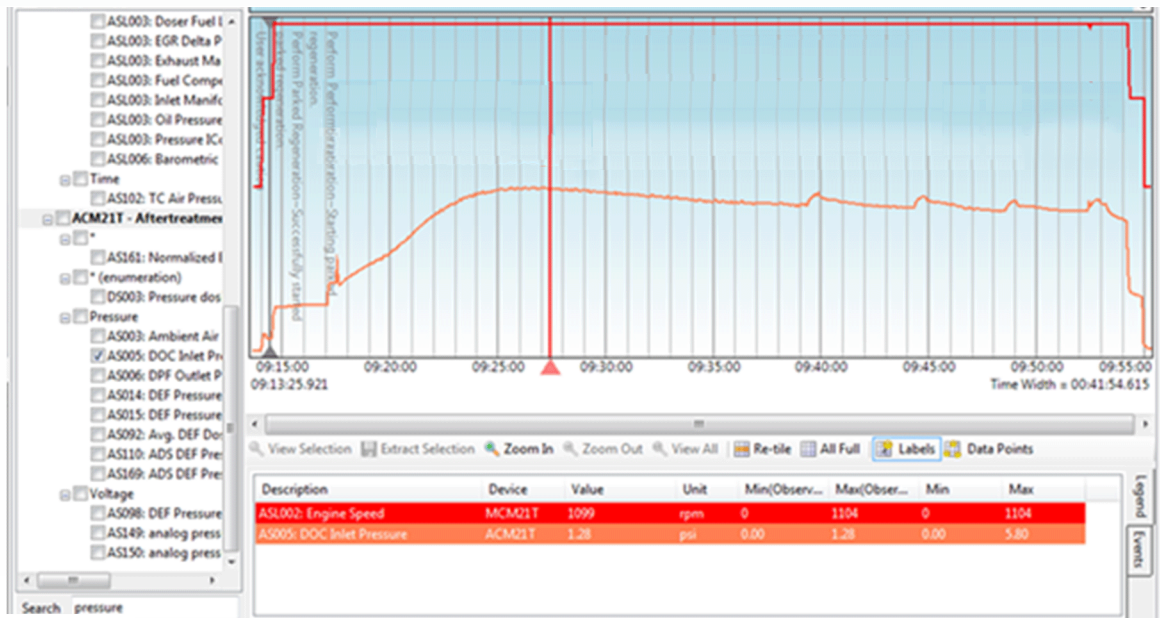 ASL003: Doser Fuel L
ASL003: EGR Delta P
ASL003: Exhaust Ma
ASL003: Fuel Compe
ASL003: Inlet Manifo
ASL003: Oil Pressure
ASL003: Pressure ICo
ASL006: Barometric
Time
AS102: TC Air Pressu
ACM21T - Aftertreatmen
*
AS161: Normalized
* (enumeration)
DS003: Pressure dos
Pressure
AS003: Ambient Air
AS005: DOC Inlet Pr
AS006: DPF Outlet P
AS014: DEF Pressure
AS015: DEF Pressure
AS092: Avg. DEF Do
AS110: ADS DEF Pre
AS169: ADS DEF Pre
Voltage
AS098: DEF Pressure
AS149: analog press
AS150: analog press
Search pressure
User acknowledged
parked regeneration.
Perform Parked Regeneration--Successfully started
regeneration.
Starting parked
09:15:00 09:20:00 09:25:00 09:30:00 09:35:00 09:40:00 09:45:00 09:50:00 09:55:00
09:13:25.921 Time Width = 00:41:54.615
View Selection Extract Selection Zoom In Zoom Out View All Re-tile All Full Labels Data Points
Description Device Value Unit Min(Observ... Max(Obser... Min Max
ASL002: Engine Speed MCM21T 1099 rpm 0 1104 0 1104
AS005: DOC Inlet Pressure ACM21T 1.28 psi 0.00 1.28 0.00 5.80
Legend
Events